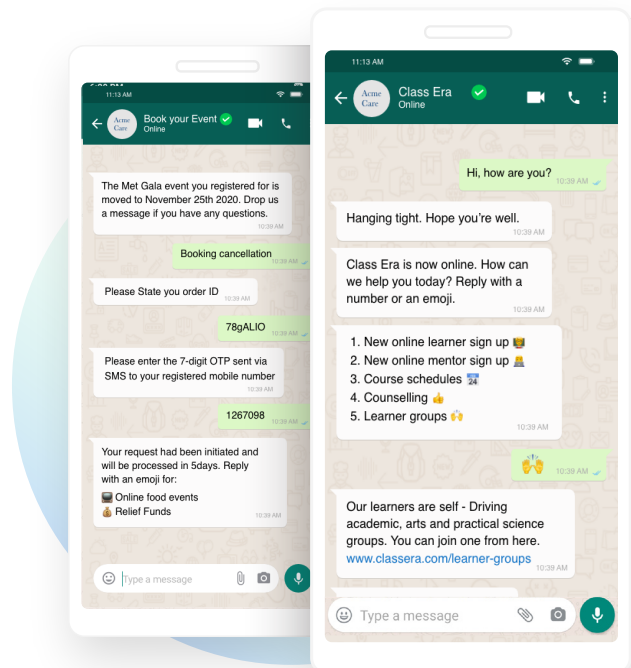 11:13 AM
Acme
Care
Book your Event
Online
The Met Gala event you registered for is
moved to November 25th 2020. Drop us
a message if you have any questions.
10:39 AM
Booking cancellation
10:39 AM
Please State you order ID
10:39 AM
78gALIO
10:39 AM
Please enter the 7-digit OTP sent via
SMS to your registered mobile number
10:39 AM
1267098
10:39 AM
Your request had been initiated and
will be processed in 5days. Reply
with an emoji for:
Online food events
Relief Funds
10:39 AM
Type a message
11:13 AM
Acme
Care
Class Era
Online
Hi, how are you?
10:39 AM
Hanging tight. Hope you're well.
10:39 AM
Class Era is now online. How can
we help you today? Reply with a
number or an emoji.
10:39 AM
1. New online learner sign up
2. New online mentor sign up
3. Course schedules
4. Counselling 👍
5. Learner groups 🙌
10:39 AM
🙌
10:39 AM
Our learners are self - Driving
academic, arts and practical science
groups. You can join one from here.
www.classera.com/learner-groups
10:39 AM
Type a message